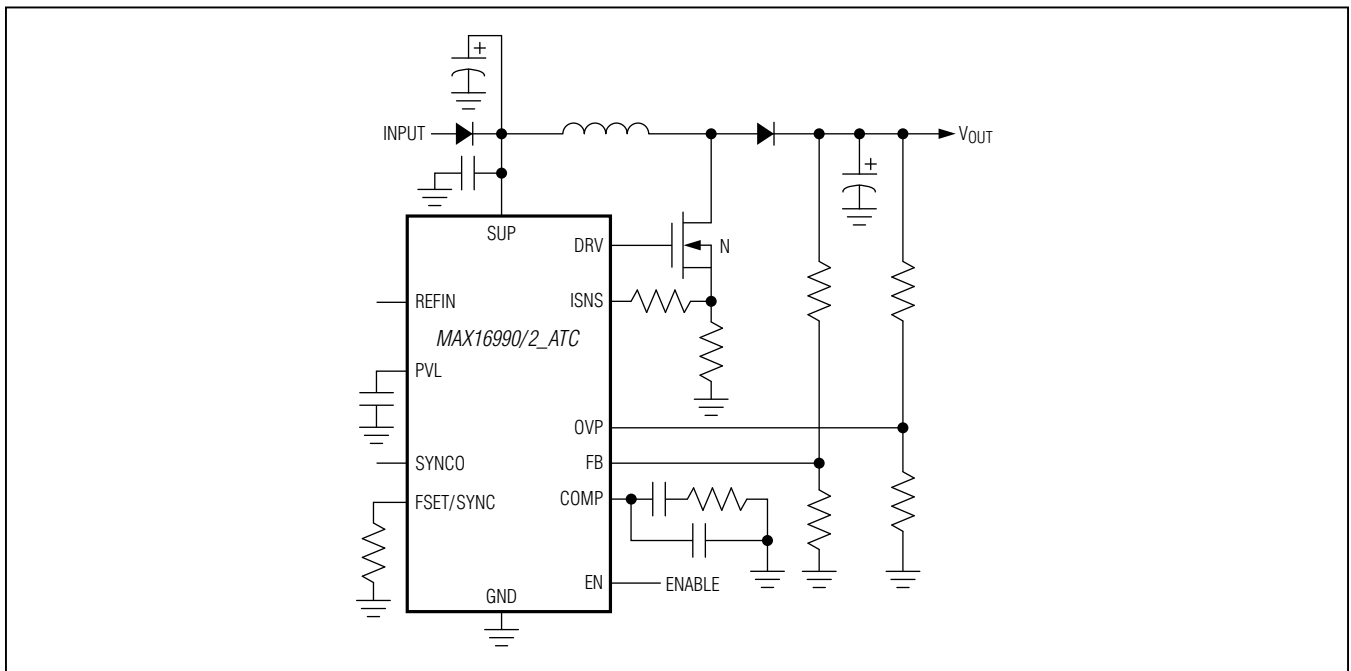 +
INPUT
VOUT
+
SUP
DRV
N
REFIN
ISNS
MAX16990/2_ATC
PVL
OVP
SYNCO
FB
FSET/SYNC
COMP
EN
ENABLE
GND